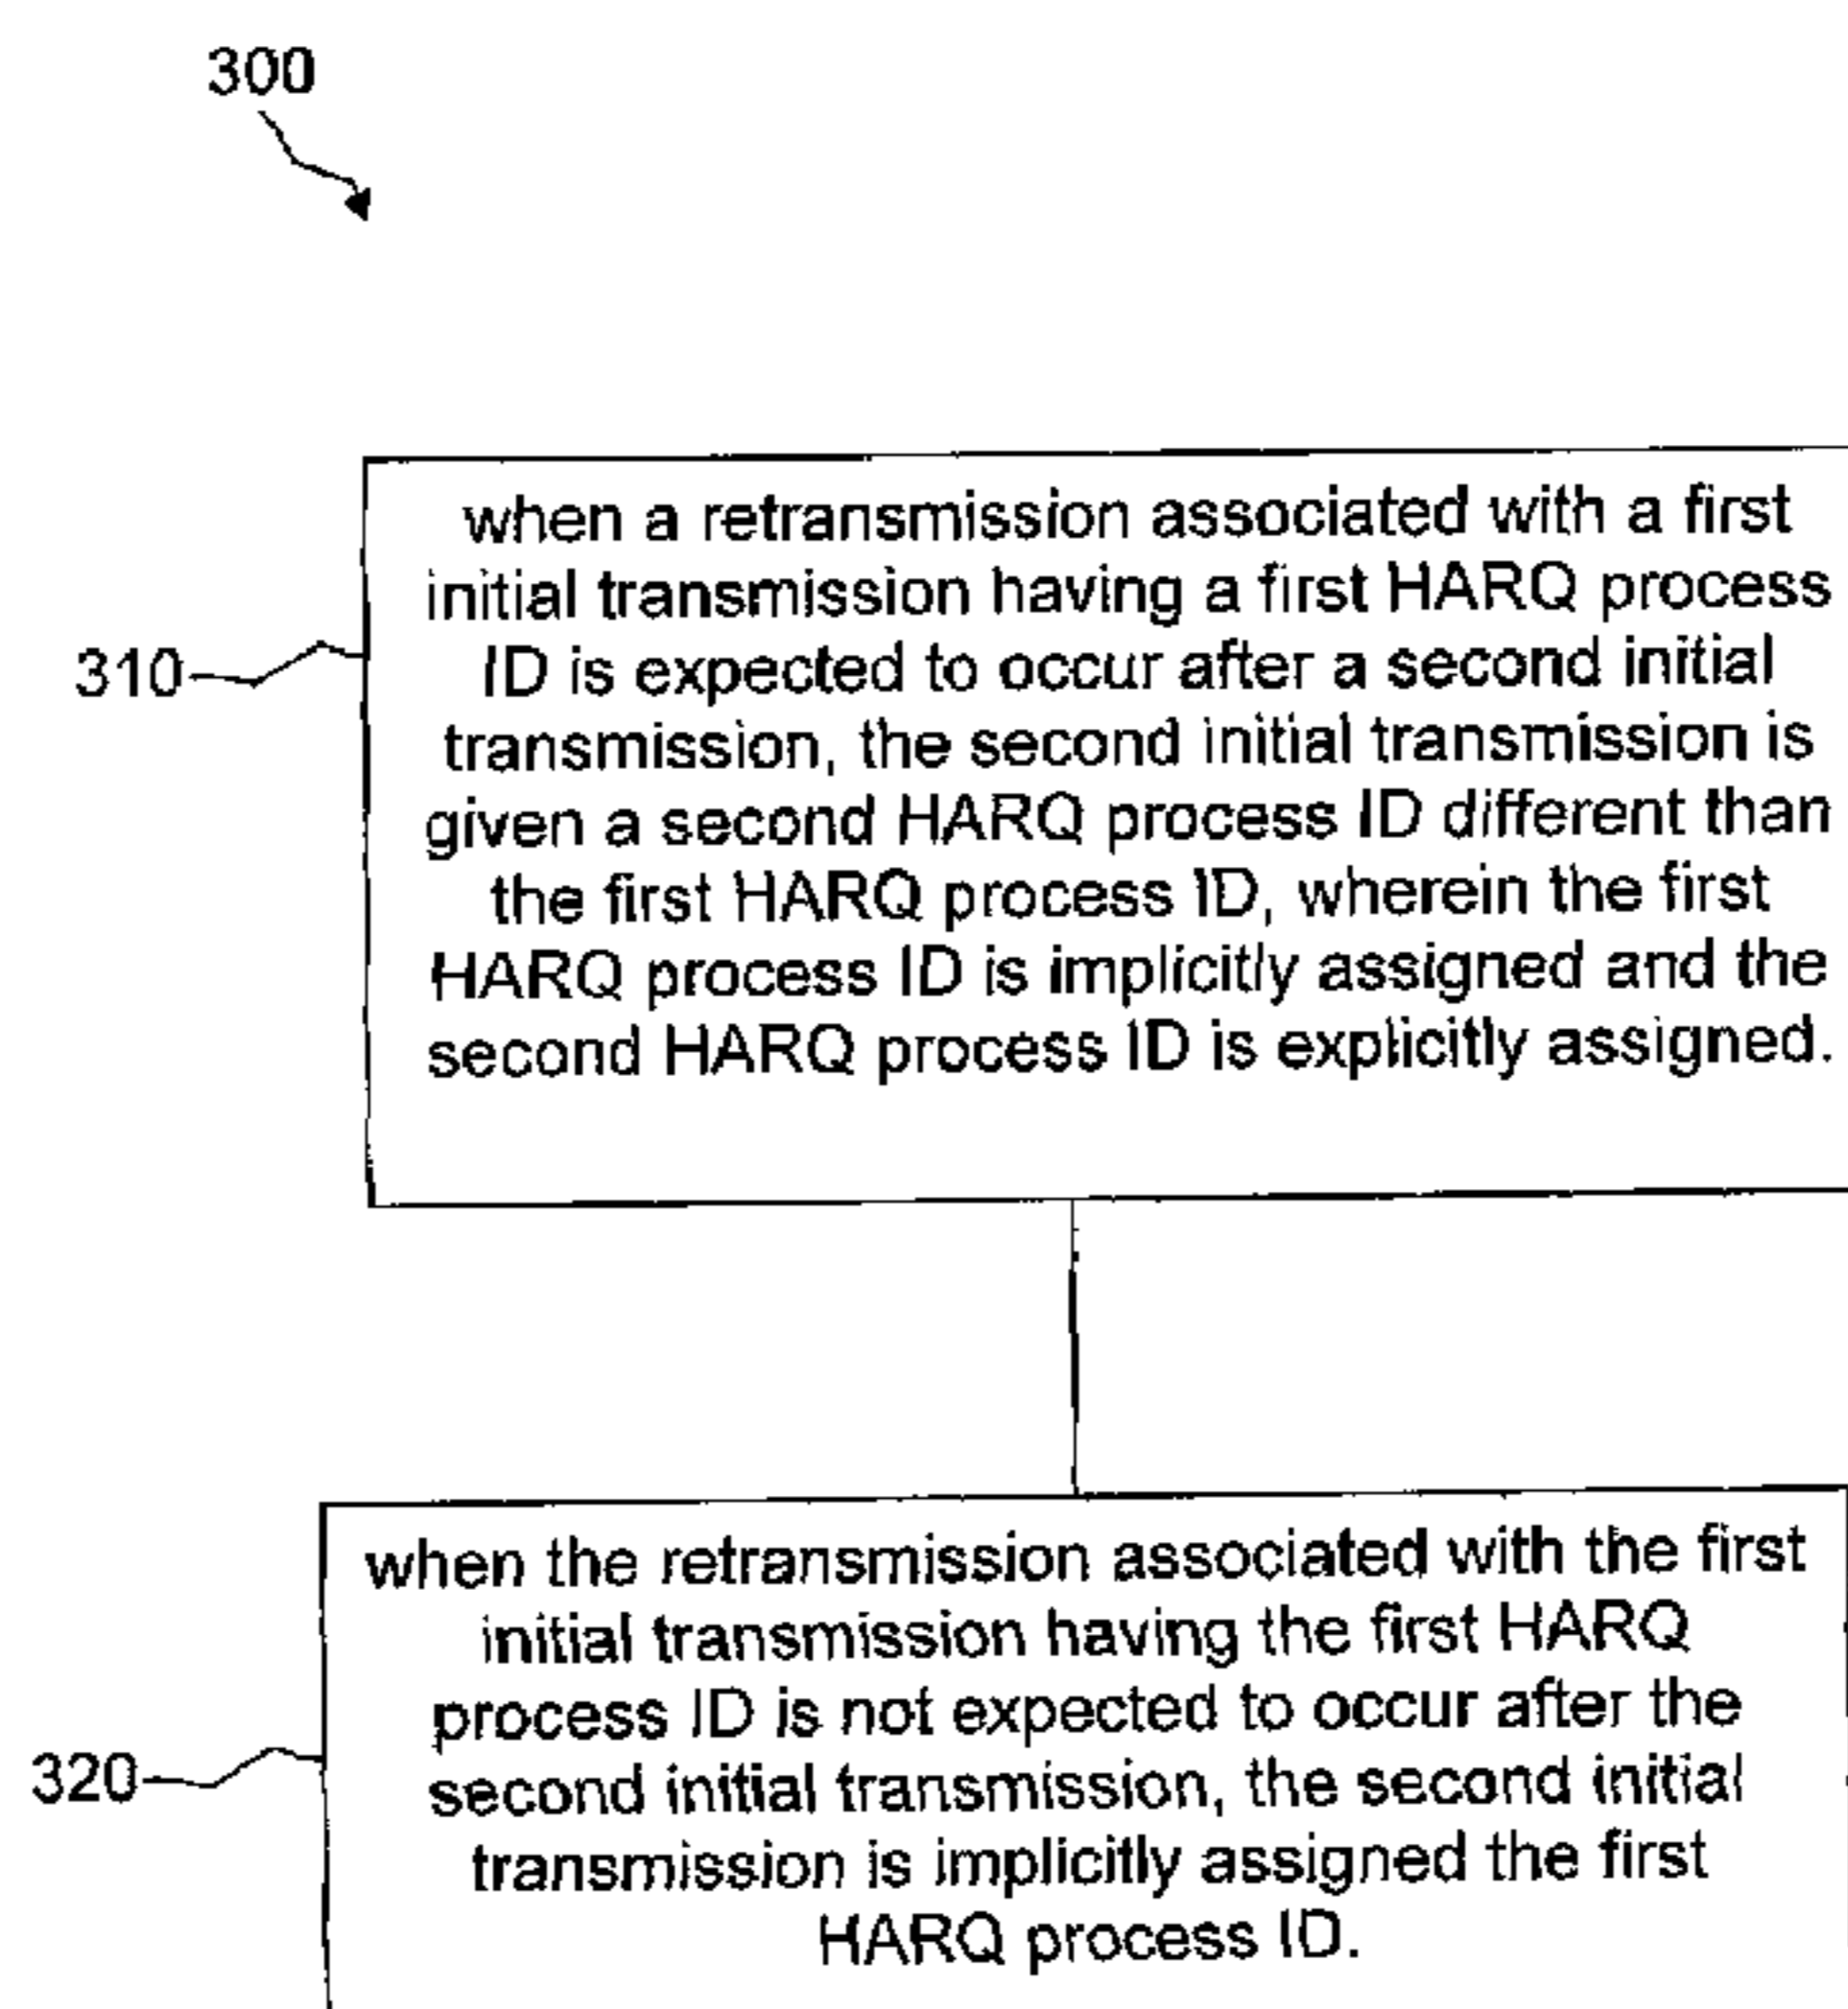 300
310
when a retransmission associated with a first
initial transmission having a first HARQ process
ID is expected to occur after a second initial
transmission, the second initial transmission is
given a second HARQ process ID different than
the first HARQ process ID, wherein the first
HARQ process ID is implicitly assigned and the
second HARQ process ID is explicitly assigned.
320
when the retransmission associated with the first
initial transmission having the first HARQ
process ID is not expected to occur after the
second initial transmission, the second initial
transmission is implicitly assigned the first
HARQ process ID.